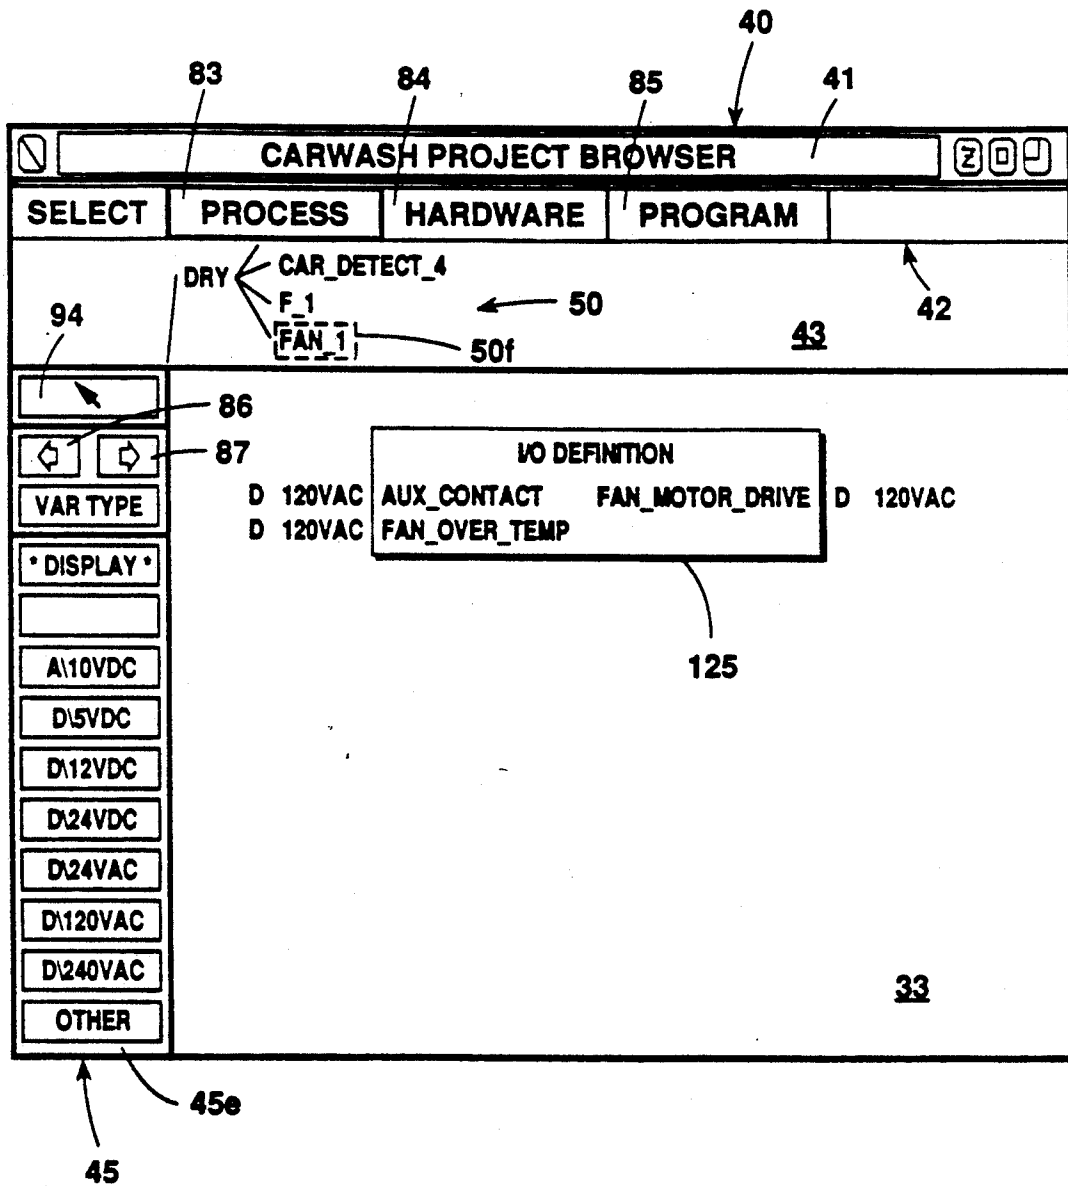 40
83 84 85 41
CARWASH PROJECT BROWSER Z
SELECT PROCESS HARDWARE PROGRAM
DRY CAR_DETECT_4
F_1
FAN_1
50
50f
43
42
94
86
87
VAR TYPE
* DISPLAY *
A\10VDC
D\5VDC
D\12VDC
D\24VDC
D\24VAC
D\120VAC
D\240VAC
OTHER
I/O DEFINITION
D 120VAC AUX_CONTACT FAN_MOTOR_DRIVE D 120VAC
D 120VAC FAN_OVER_TEMP
125
33
45e
45